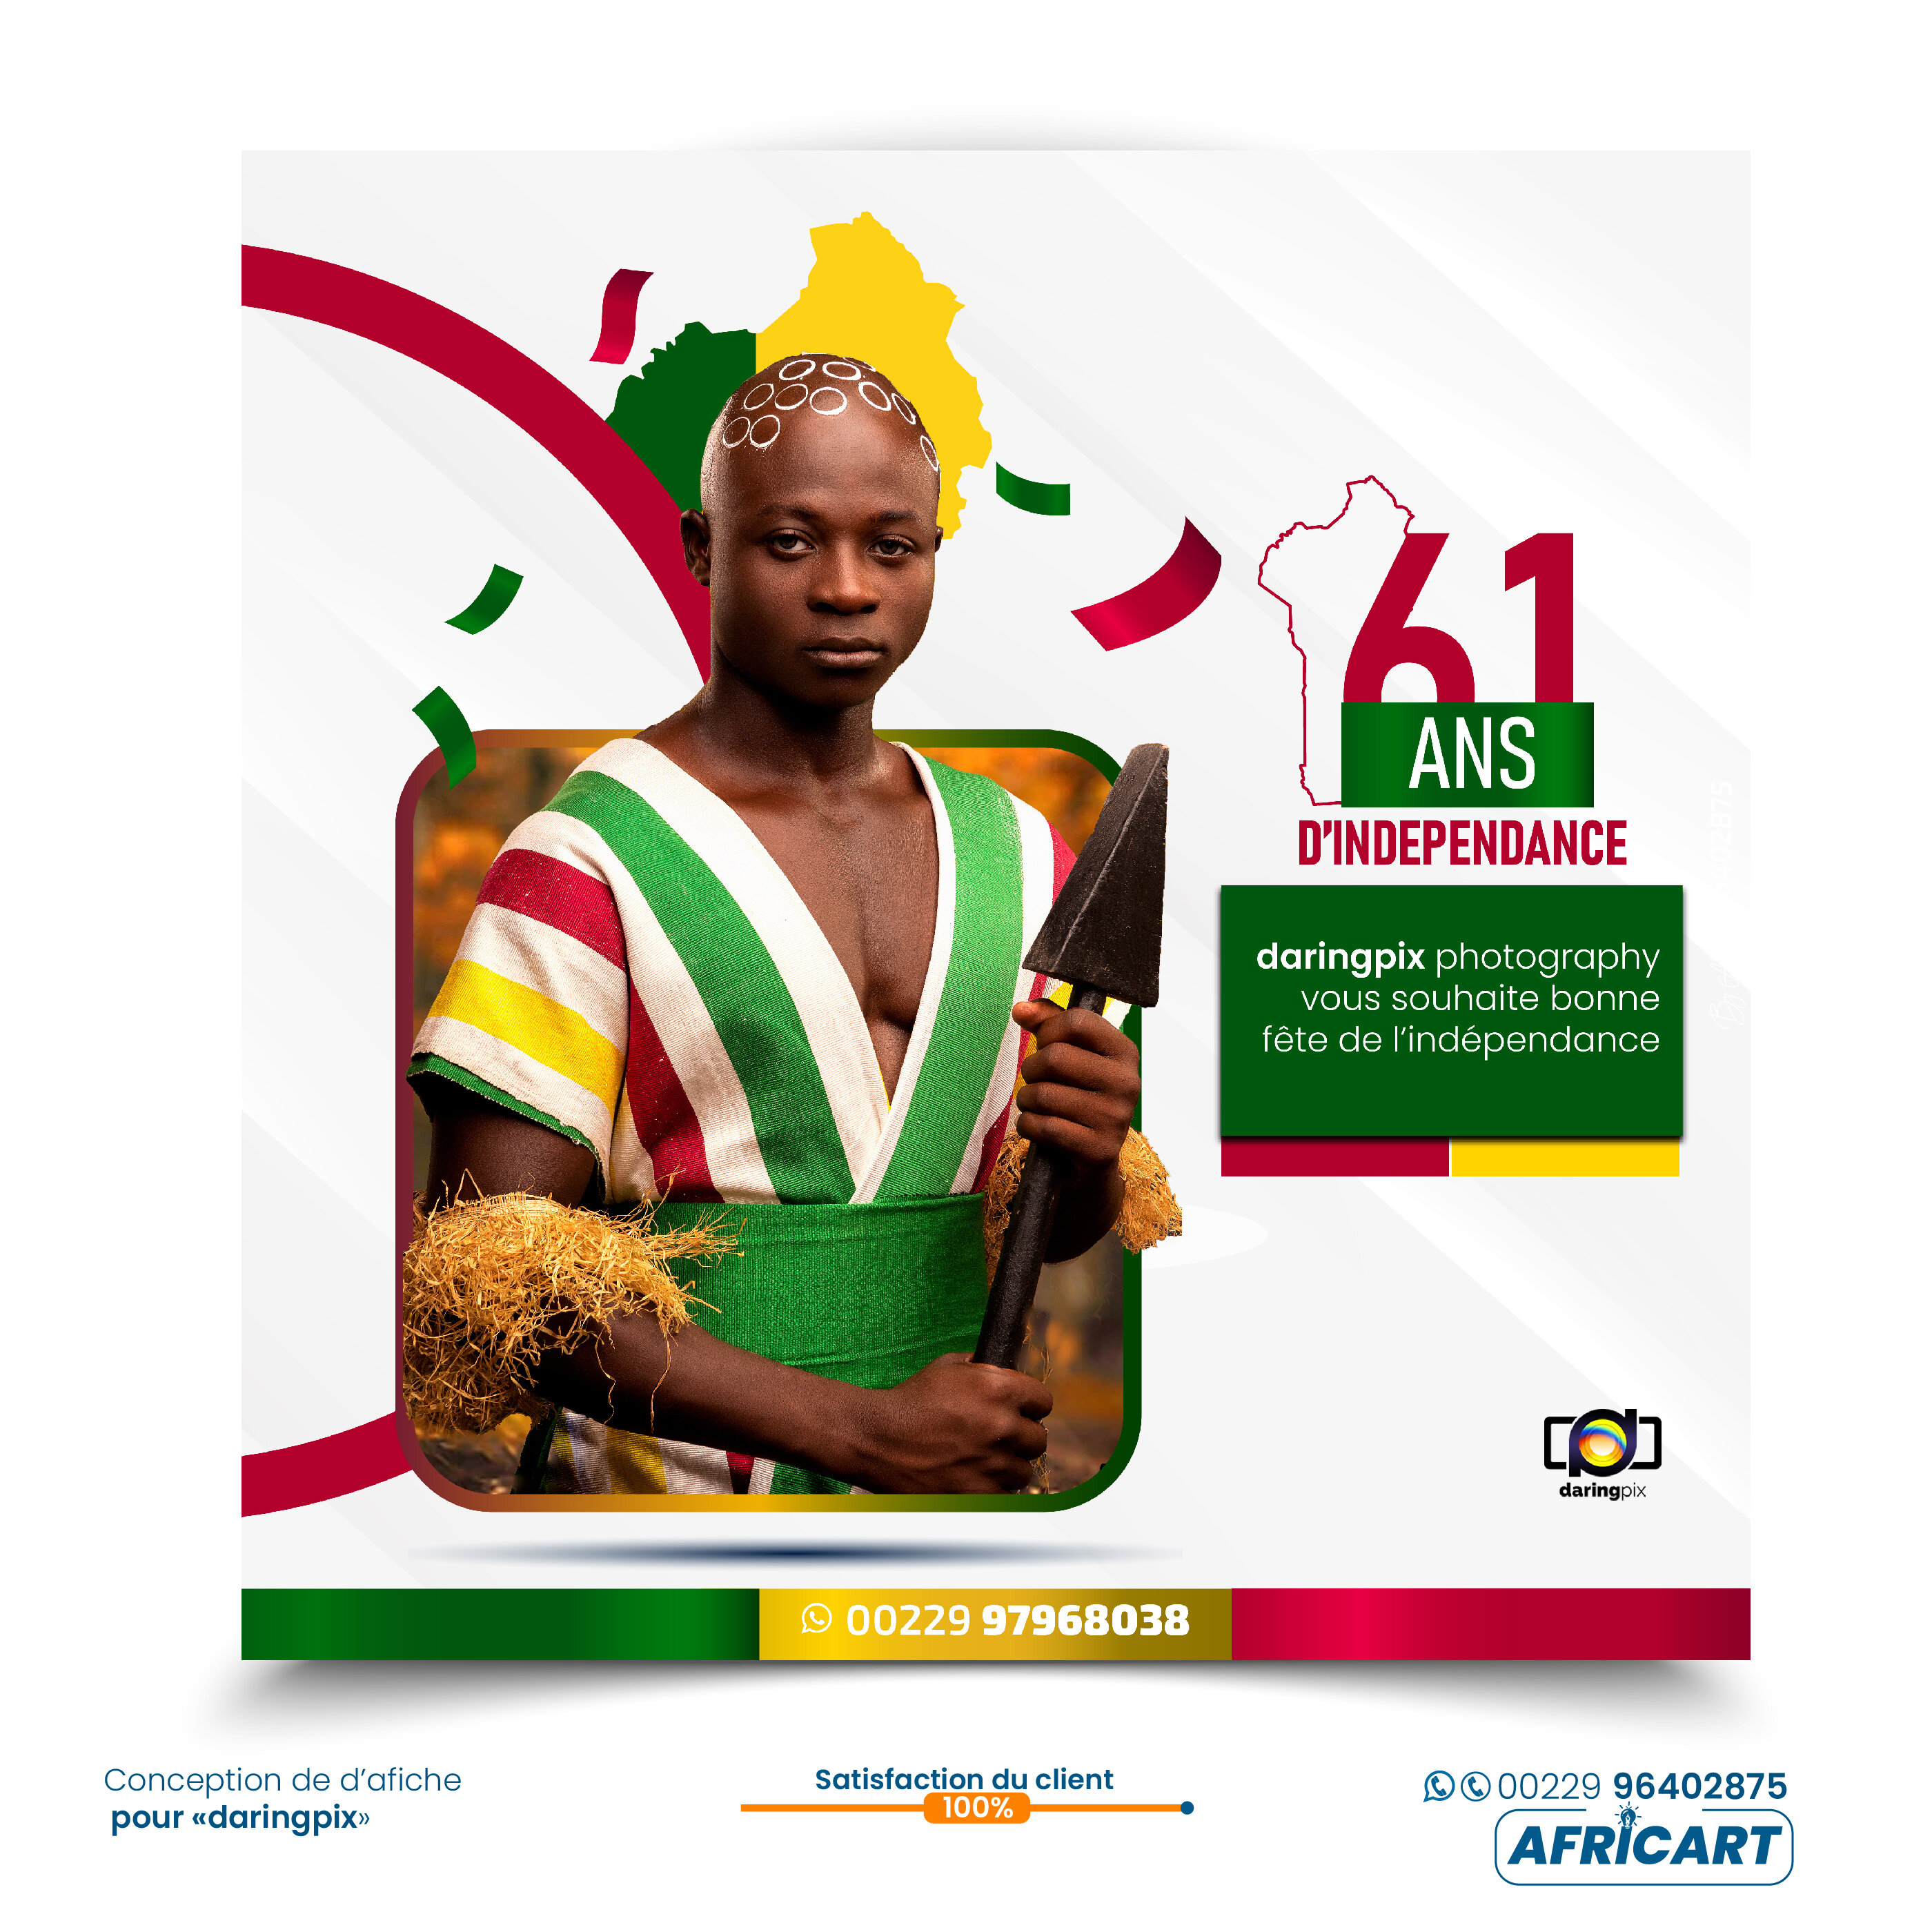 61
ANS
D'INDEPENDANCE
daringpix photography
vous souhaite bonne
fête de l'indépendance
daringpix
00229 97968038
Conception de d'afiche
pour «daringpix»
Satisfaction du client
100%
00229 96402875
AFRICART